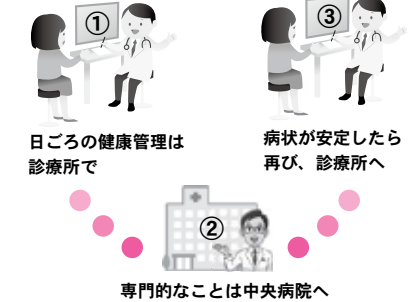 ①
日ごろの健康管理は
診療所で
②
専門的なことは中央病院へ
③
病状が安定したら
再び、診療所へ